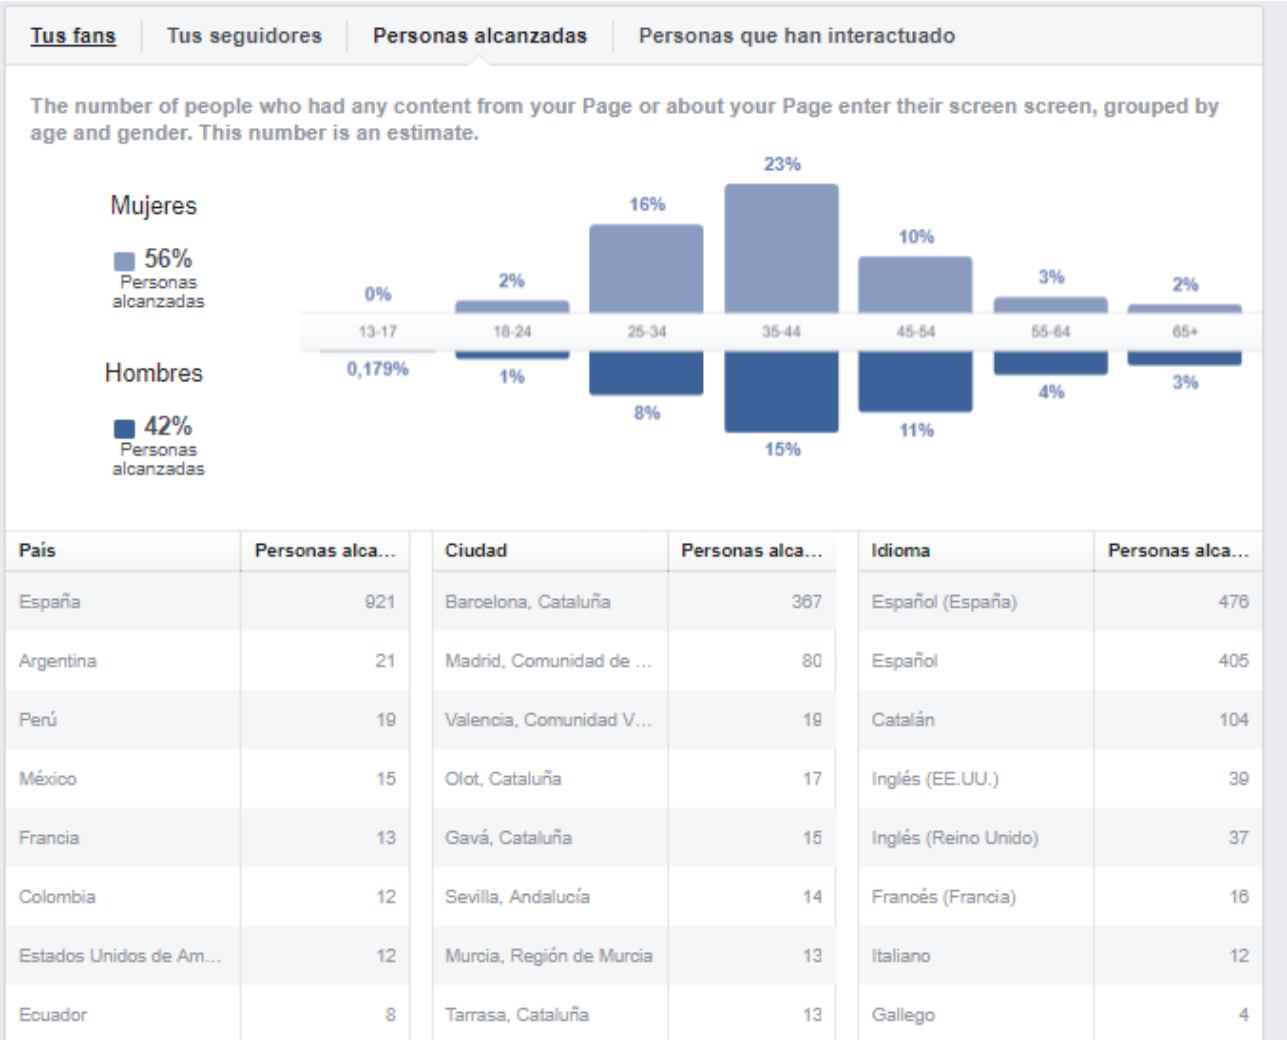 Tus fans
Tus seguidores
Personas alcanzadas
Personas que han interactuado
The number of people who had any content from your Page or about your Page enter their screen screen, grouped by
age and gender. This number is an estimate.
Mujeres
56%
Personas
alcanzadas
Hombres
42%
Personas
alcanzadas
0% 2% 16% 23% 10% 3% 2%
13-17 18-24 25-34 35-44 45-54 55-64 65+
0,179% 1% 8% 15% 11% 4% 3%
País Personas alca...
España 921
Argentina 21
Perú 19
México 15
Francia 13
Colombia 12
Estados Unidos de Am... 12
Ecuador 8
Ciudad Personas alca...
Barcelona, Cataluña 367
Madrid, Comunidad de ... 80
Valencia, Comunidad V... 19
Olot, Cataluña 17
Gavá, Cataluña 15
Sevilla, Andalucía 14
Murcia, Región de Murcia 13
Tarrasa, Cataluña 13
Idioma Personas alca...
Español (España) 476
Español 405
Catalán 104
Inglés (EE.UU.) 39
Inglés (Reino Unido) 37
Francés (Francia) 16
Italiano 12
Gallego 4